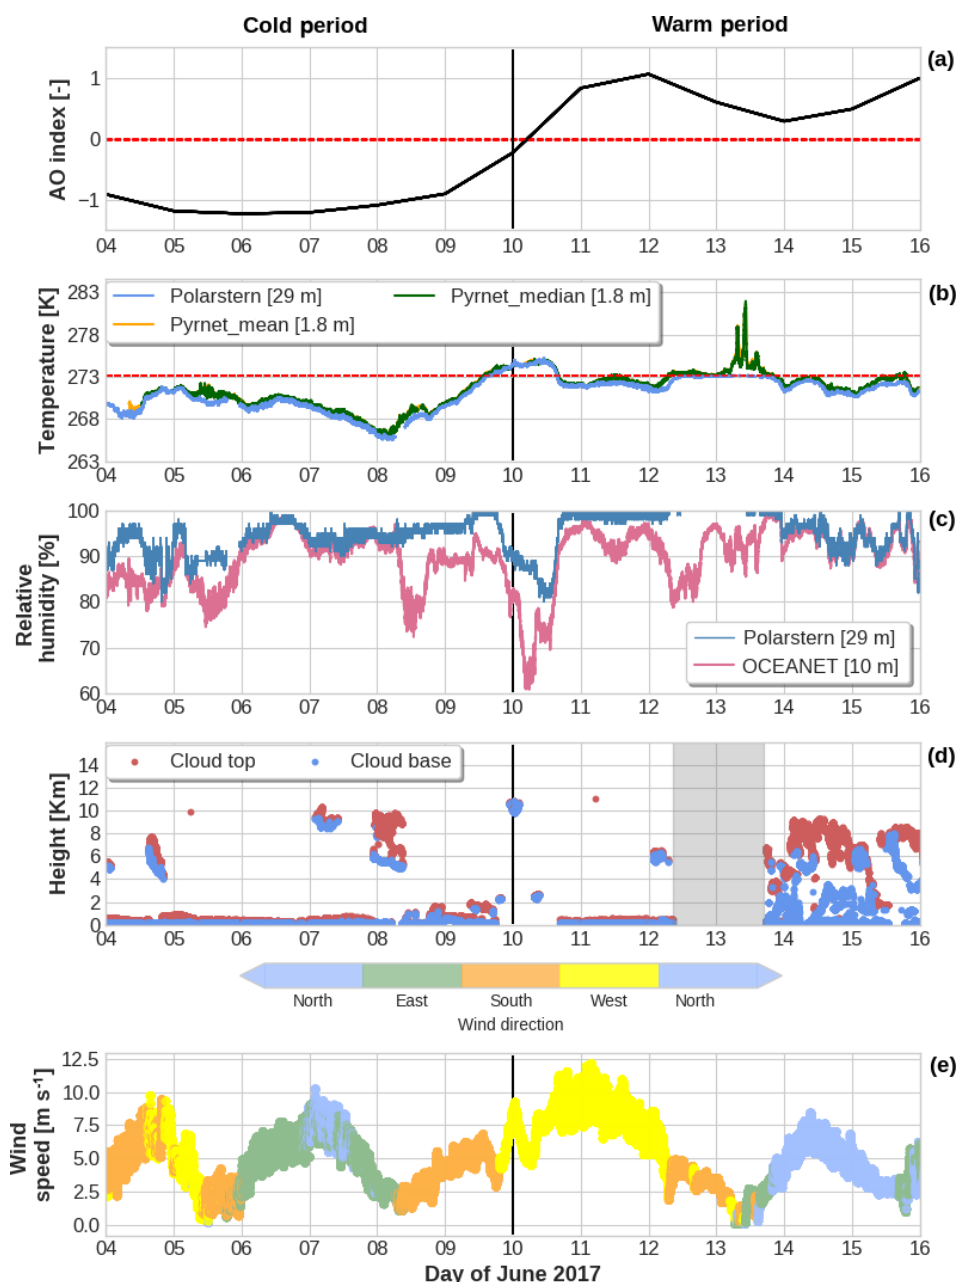 Cold period
Warm period
(a)
AO index [-]
1
0
−1
04 05 06 07 08 09 10 11 12 13 14 15 16
(b)
Temperature [K]
Polarstern [29 m]
Pyrnet_median [1.8 m]
Pyrnet_mean [1.8 m]
283
278
273
268
263
04 05 06 07 08 09 10 11 12 13 14 15 16
(c)
Relative
humidity [%]
100
90
80
70
60
Polarstern [29 m]
OCEANET [10 m]
04 05 06 07 08 09 10 11 12 13 14 15 16
(d)
Height [Km]
Cloud top
Cloud base
14
12
10
8
6
4
2
0
04 05 06 07 08 09 10 11 12 13 14 15 16
North East South West North
Wind direction
(e)
Wind
speed [m s⁻¹]
12.5
10.0
7.5
5.0
2.5
0.0
04 05 06 07 08 09 10 11 12 13 14 15 16
Day of June 2017